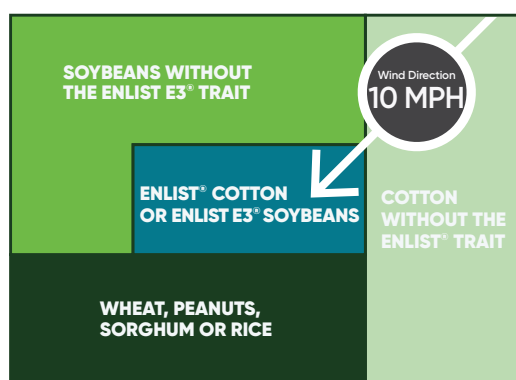 SOYBEANS WITHOUT
THE ENLIST E3® TRAIT
Wind Direction
10 MPH
ENLIST® COTTON
OR ENLIST E3® SOYBEANS
COTTON
WITHOUT THE
ENLIST® TRAIT
WHEAT, PEANUTS,
SORGHUM OR RICE